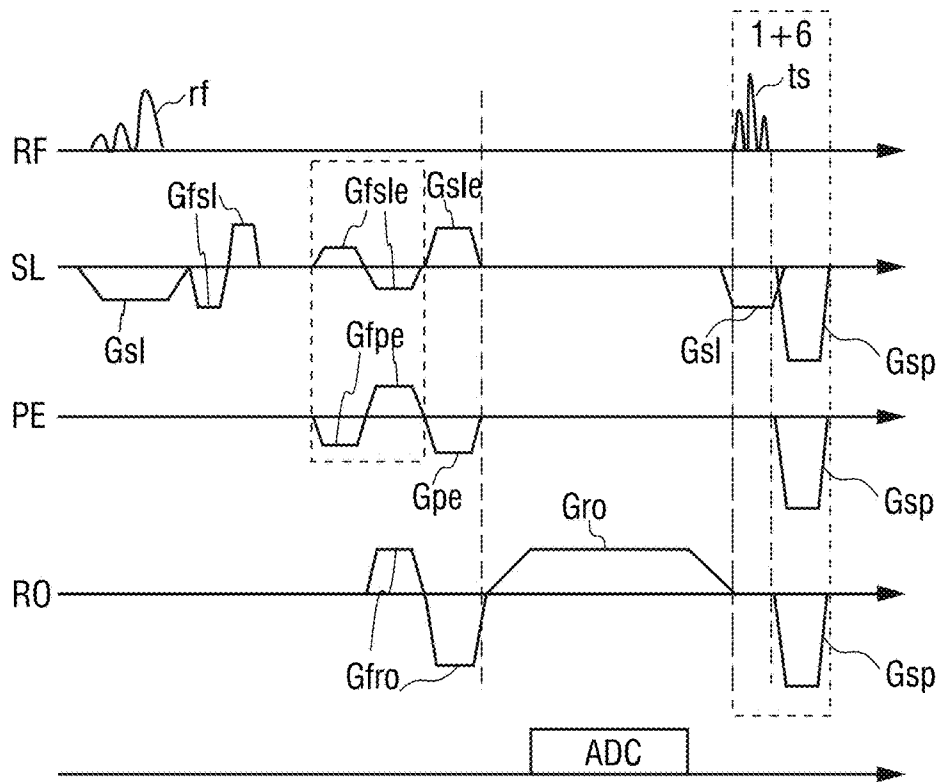 1+6
rf
ts
RF
Gfsl
Gfsle
Gsle
SL
Gsl
Gsl
Gsp
Gfpe
PE
Gpe
Gsp
Gro
RO
Gfro
Gsp
ADC